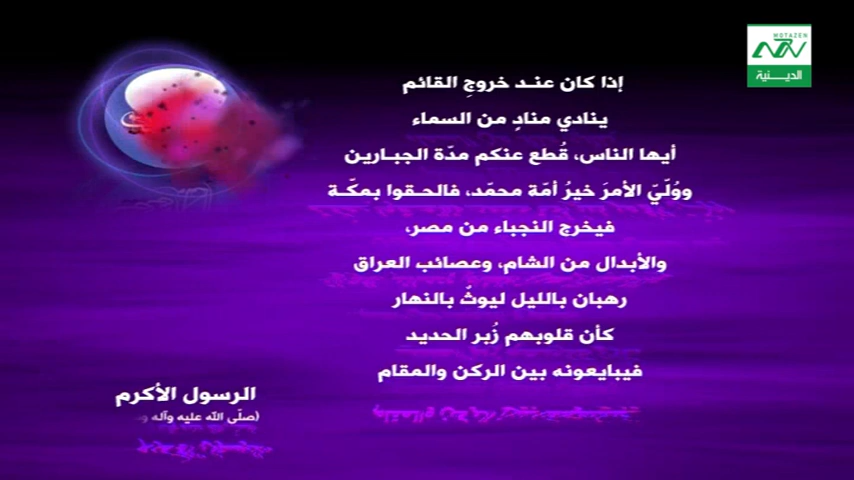 MOTAZEN
الدينية
إذا كان عند خروجِ القائم
ينادي منادٍ من السماء
أيها الناس، قُطع عنكم مدّة الجبارين
ووُلّيَ الأمرَ خيرُ أمّة محمّد، فالحقوا بمكّة
فيخرج النجباء من مصر،
والأبدال من الشام، وعصائب العراق
رهبان بالليل ليوثٌ بالنهار
كأن قلوبهم زُبر الحديد
فيبايعونه بين الركن والمقام
الرسول الأكرم
(صلّى الله عليه وآله